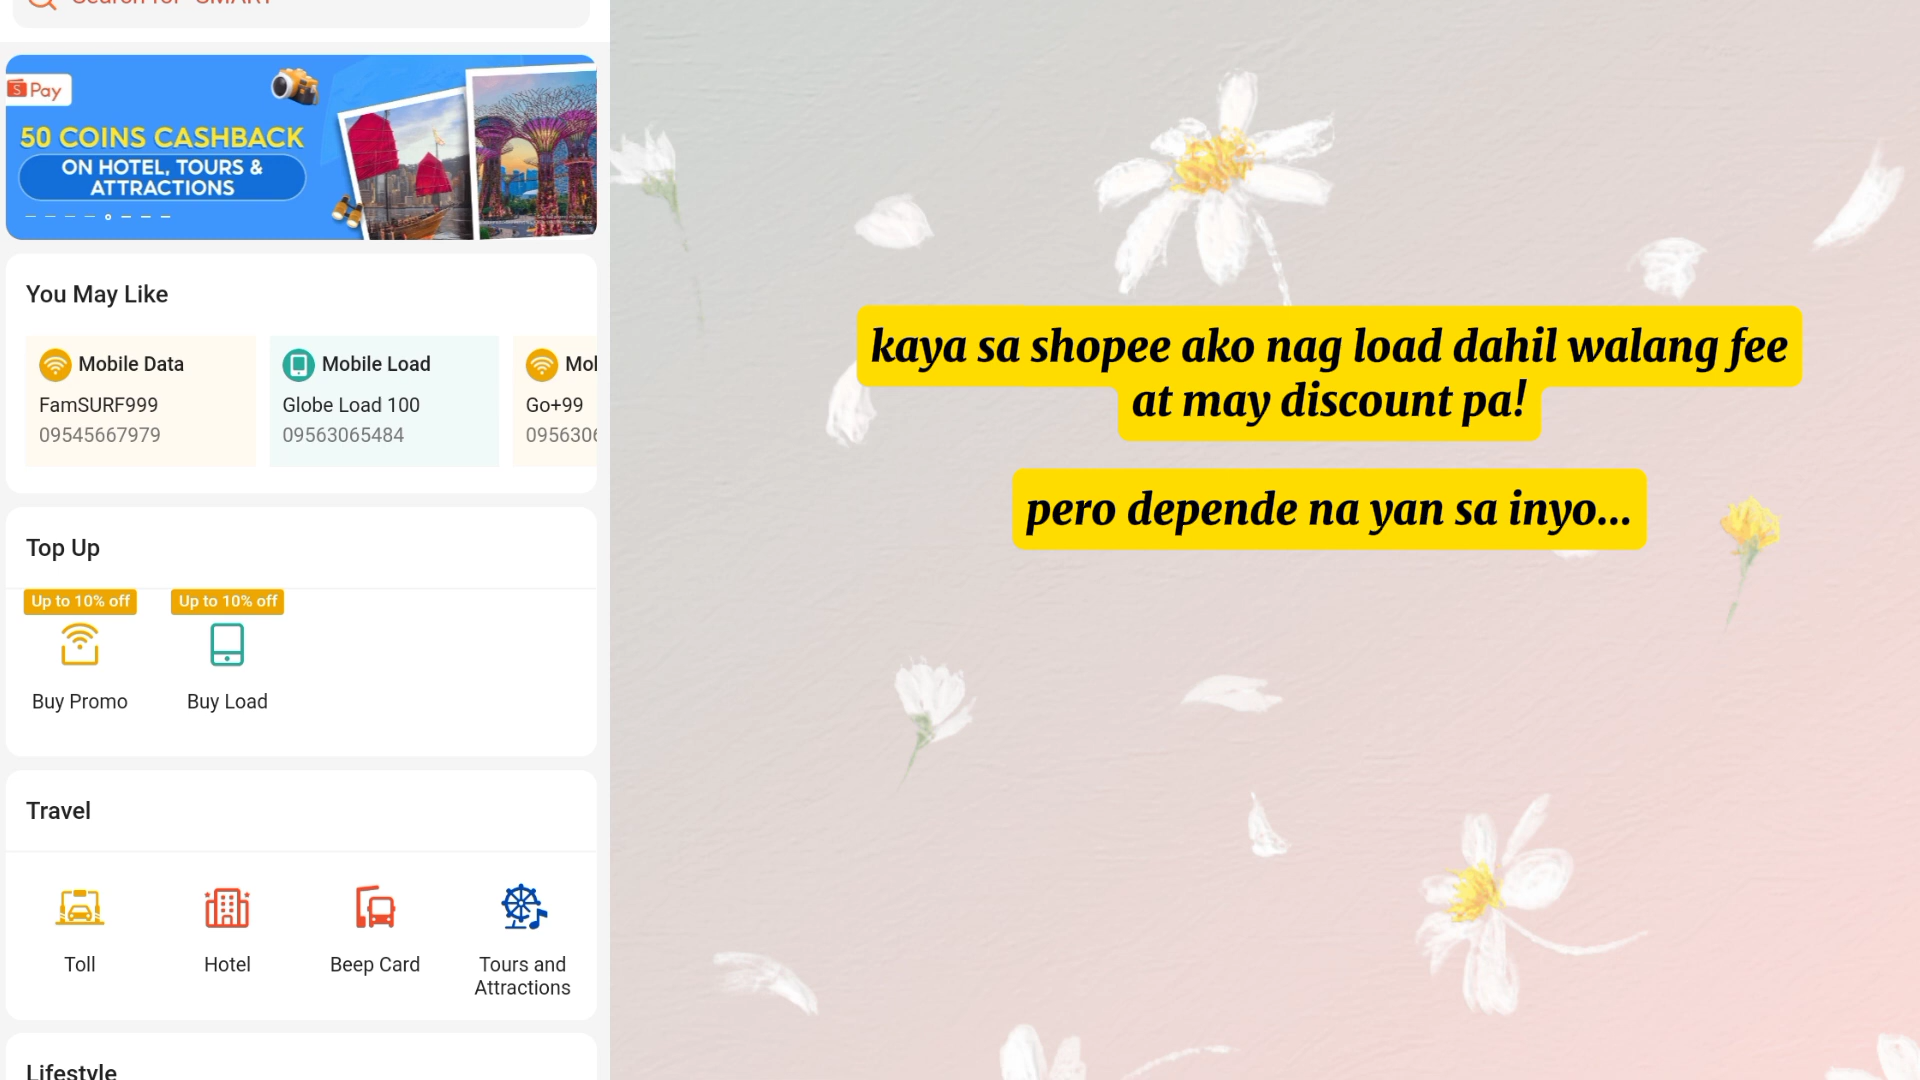 Search for "SMART"
S Pay
50 COINS CASHBACK
ON HOTEL, TOURS &
ATTRACTIONS
You May Like
Mobile Data
FamSURF999
09545667979
Mobile Load
Globe Load 100
09563065484
Go+99
Top Up
Up to 10% off
Up to 10% off
Buy Promo
Buy Load
Travel
Toll
Hotel
Beep Card
Tours and
Attractions
Lifestyle
kaya sa shopee ako nag load dahil walang fee
at may discount pa!
pero depende na yan sa inyo...